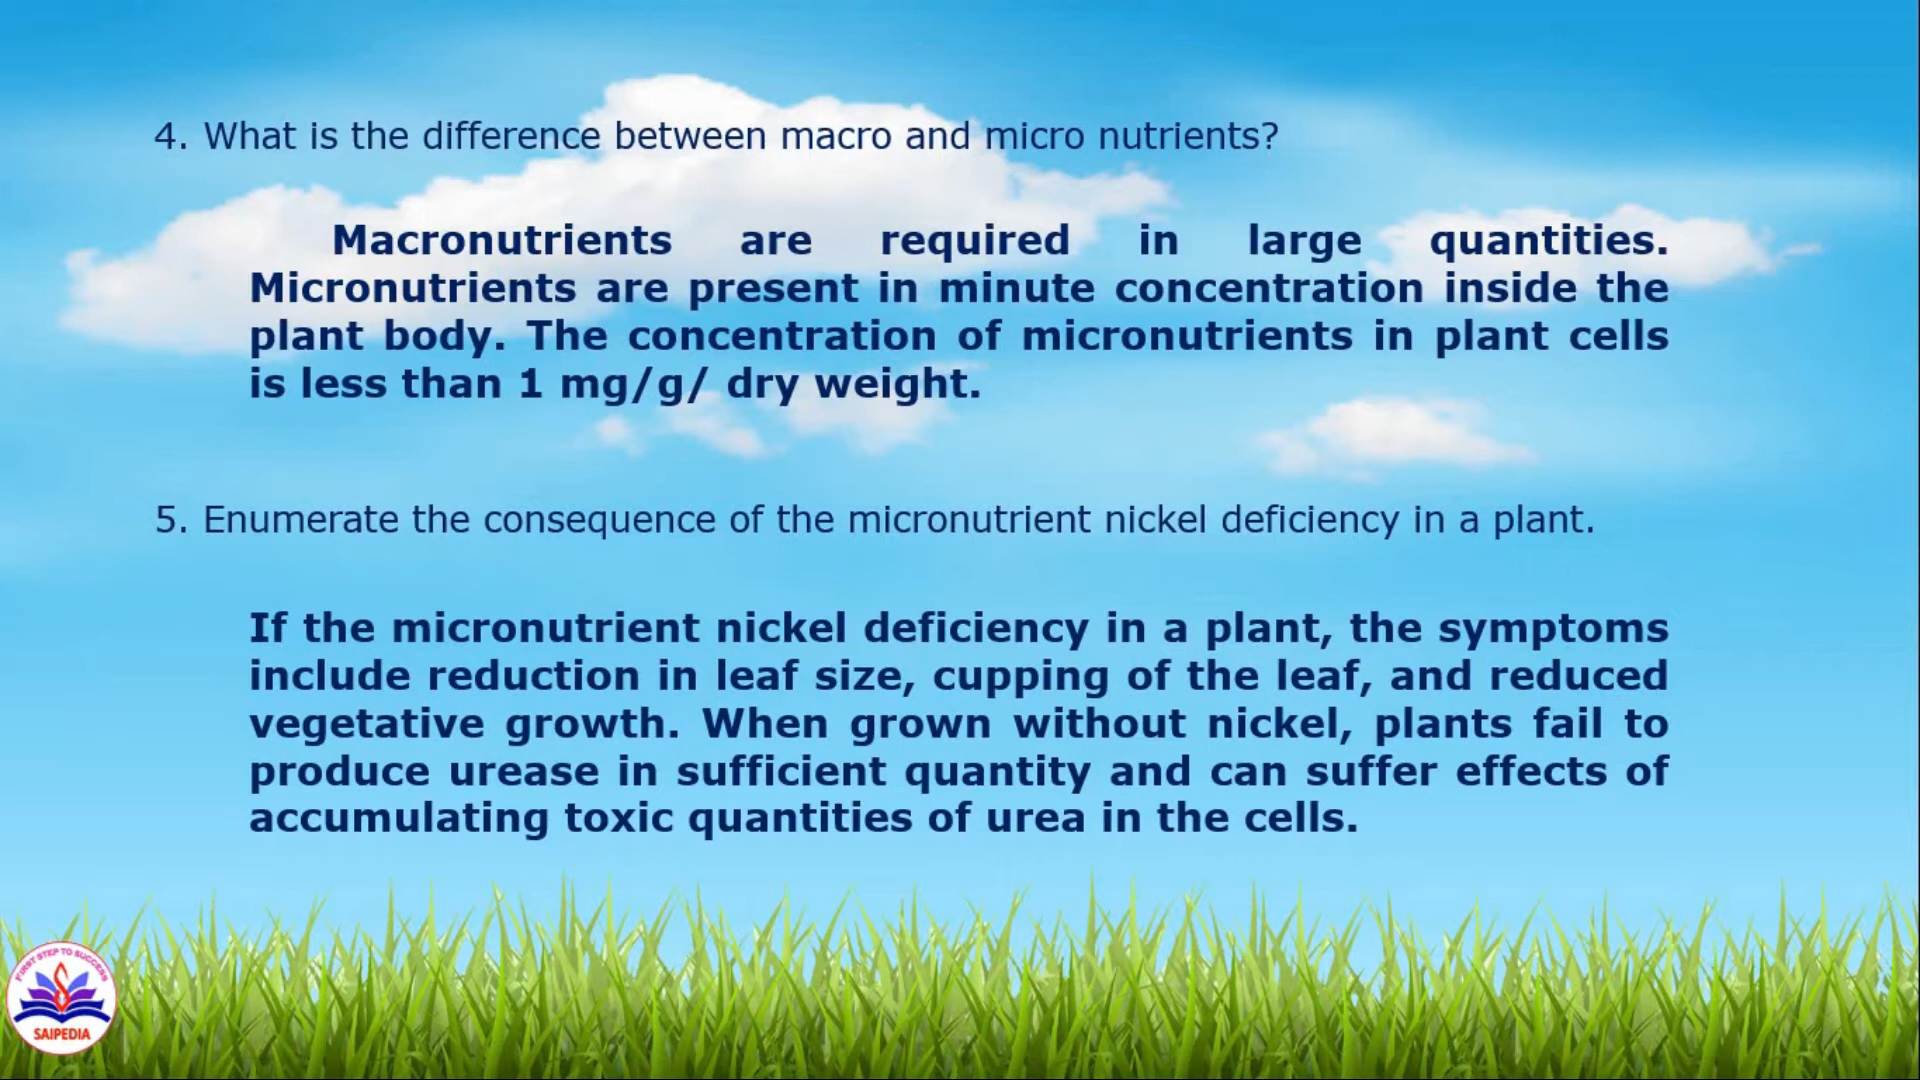 4. What is the difference between macro and micro nutrients?
Macronutrients are required in large quantities.
Micronutrients are present in minute concentration inside the
plant body. The concentration of micronutrients in plant cells
is less than 1 mg/g/ dry weight.
5. Enumerate the consequence of the micronutrient nickel deficiency in a plant.
If the micronutrient nickel deficiency in a plant, the symptoms
include reduction in leaf size, cupping of the leaf, and reduced
vegetative growth. When grown without nickel, plants fail to
produce urease in sufficient quantity and can suffer effects of
accumulating toxic quantities of urea in the cells.
FIRST STEP TO SUCCESS
SAIPEDIA